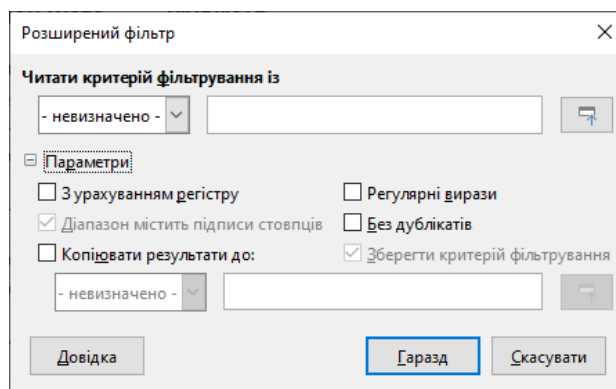 Розширений фільтр
Читати критерій фільтрування із
- невизначено -
Параметри
З урахуванням регістру
Регулярні вирази
Діапазон містить підписи стовпців
Без дублікатів
Копіювати результати до:
Зберегти критерій фільтрування
- невизначено -
Довідка
Гаразд
Скасувати